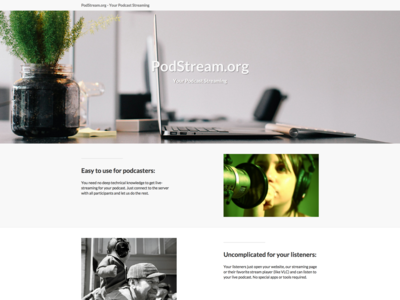 PodStream.org - Your Podcast Streaming
PodStream.org
Your Podcast Streaming
Easy to use for podcasters:
You need no deep technical knowledge to get live-
streaming for your podcast. Just connect to the server
with all participants and let us do the rest.
Uncomplicated for your listeners:
Your listeners just open your website, our streaming page
or their favorite stream player (like VLC) and can listen to
your live podcast. No special apps or tools required.